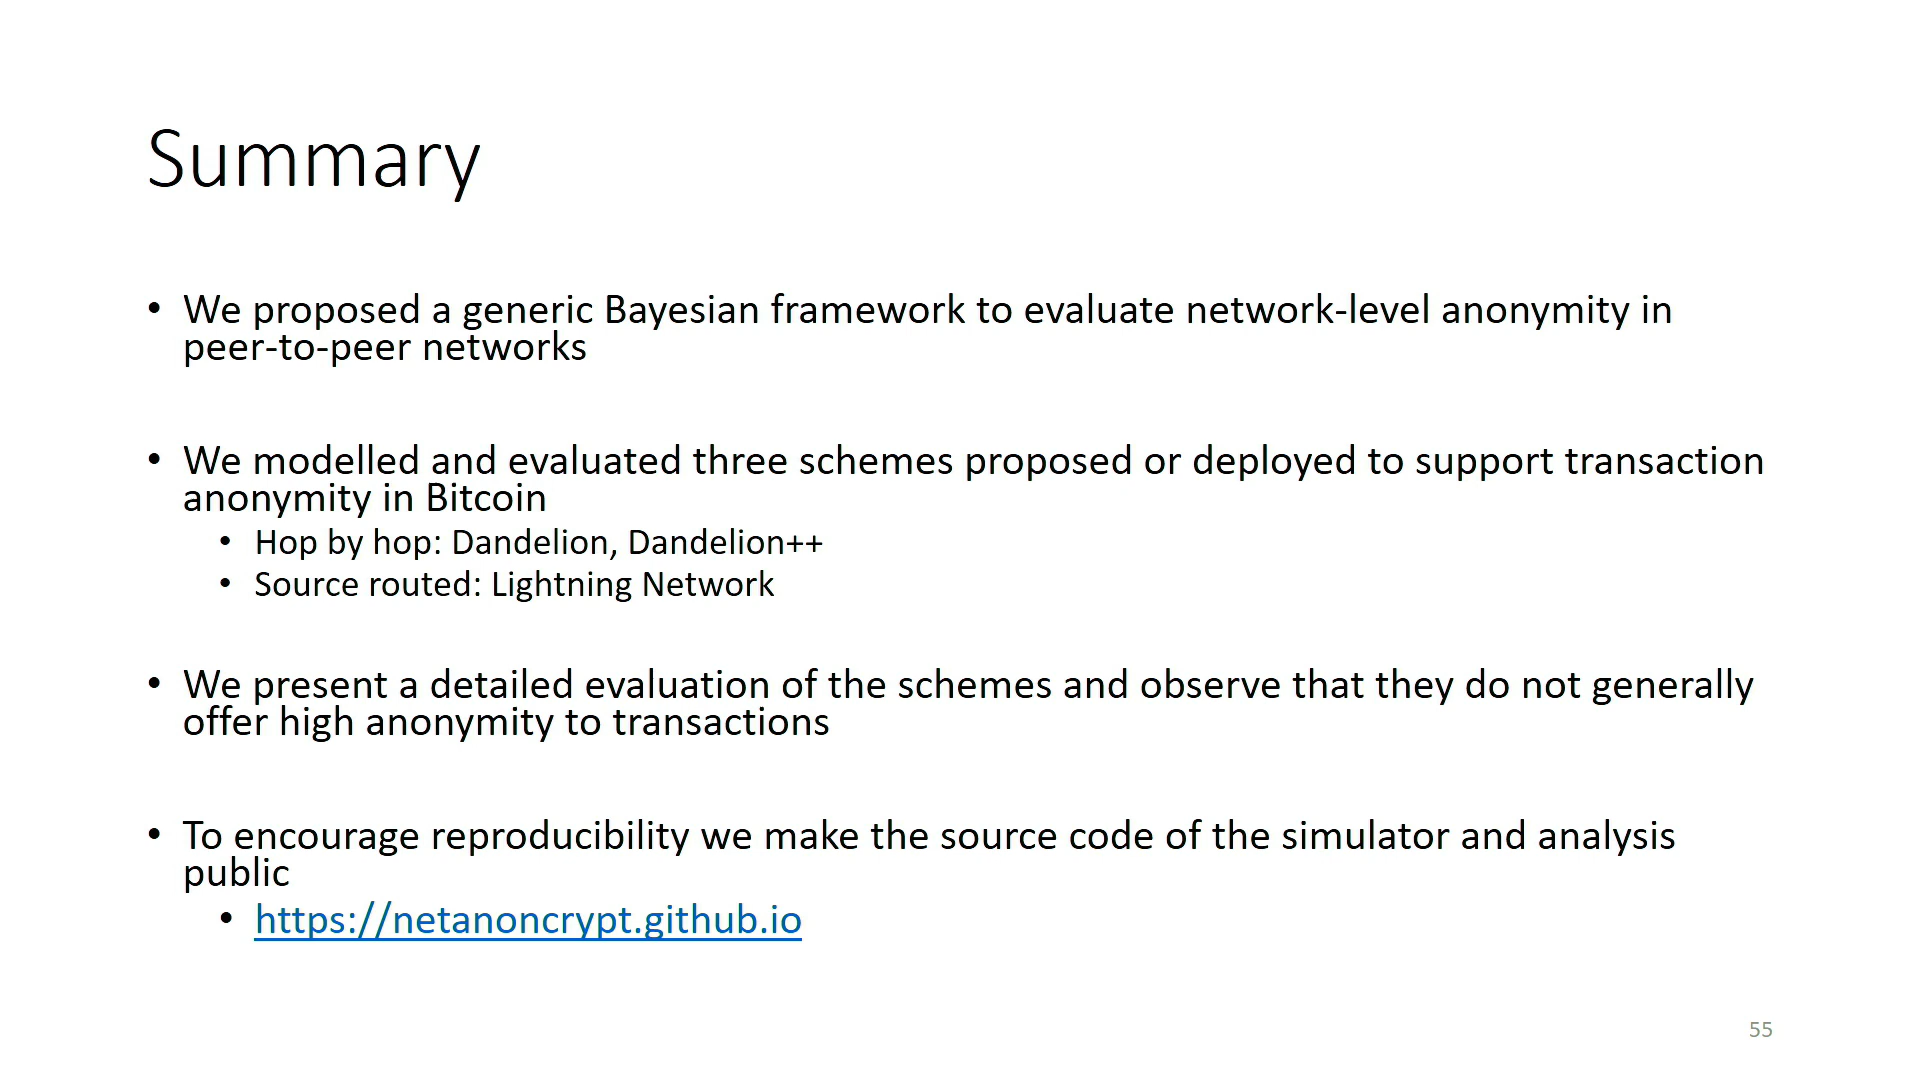 Summary
• We proposed a generic Bayesian framework to evaluate network-level anonymity in
peer-to-peer networks
• We modelled and evaluated three schemes proposed or deployed to support transaction
anonymity in Bitcoin
• Hop by hop: Dandelion, Dandelion++
• Source routed: Lightning Network
• We present a detailed evaluation of the schemes and observe that they do not generally
offer high anonymity to transactions
• To encourage reproducibility we make the source code of the simulator and analysis
public
• https://netanoncrypt.github.io
55